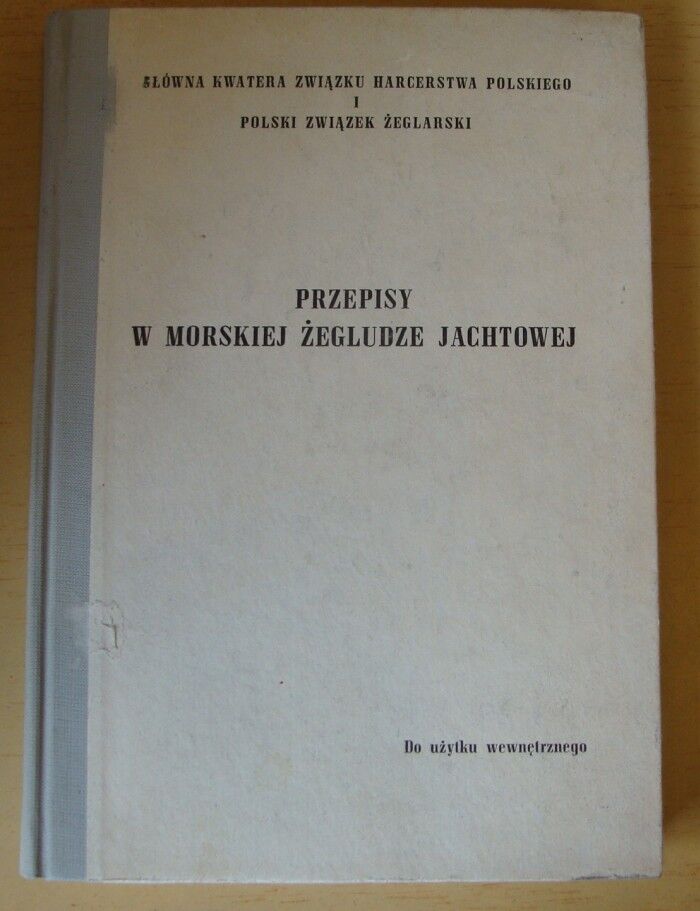 GŁÓWNA KWATERA ZWIĄZKU HARCERSTWA POLSKIEGO
I
POLSKI ZWIĄZEK ŻEGLARSKI
PRZEPISY
W MORSKIEJ ŻEGLUDZE JACHTOWEJ
Do użytku wewnętrznego